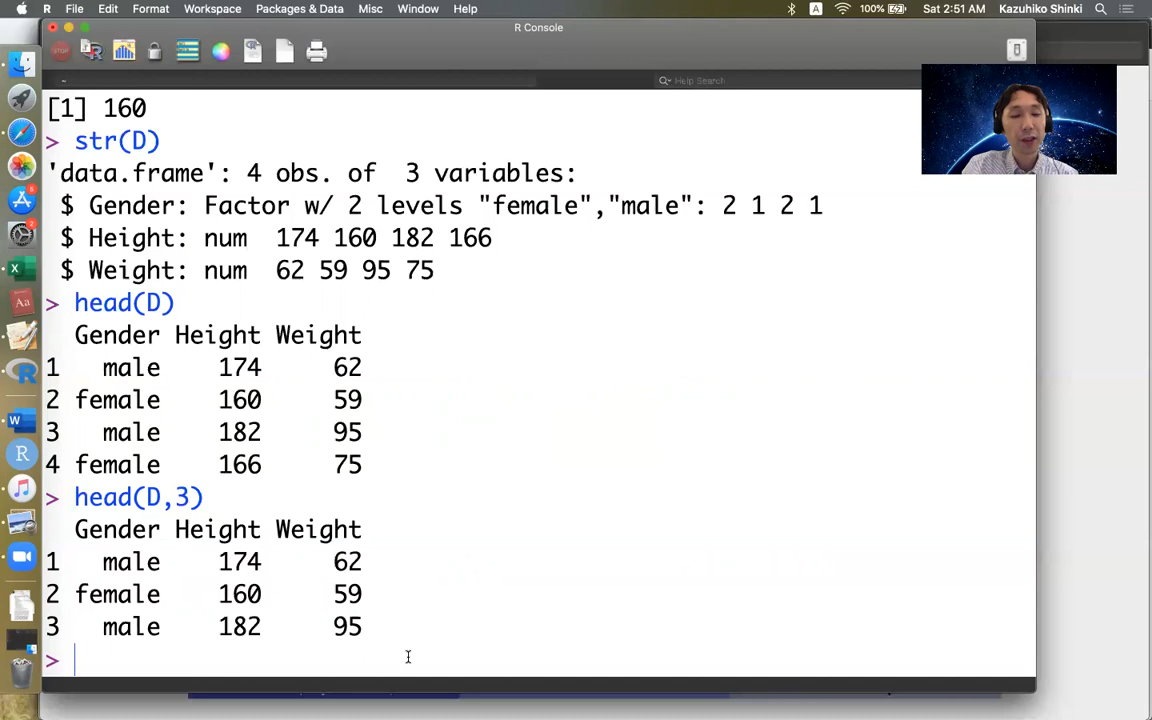 R File Edit Format Workspace Packages & Data Misc Window Help A 100% Sat 2:51 AM Kazuhiko Shinki
R Console
STOP
Help Search
[1] 160
> str(D)
'data.frame': 4 obs. of  3 variables:
$ Gender: Factor w/ 2 levels "female","male": 2 1 2 1
$ Height: num  174 160 182 166
$ Weight: num  62 59 95 75
> head(D)
Gender Height Weight
1 male 174 62
2 female 160 59
3 male 182 95
4 female 166 75
> head(D,3)
Gender Height Weight
1 male 174 62
2 female 160 59
3 male 182 95
>